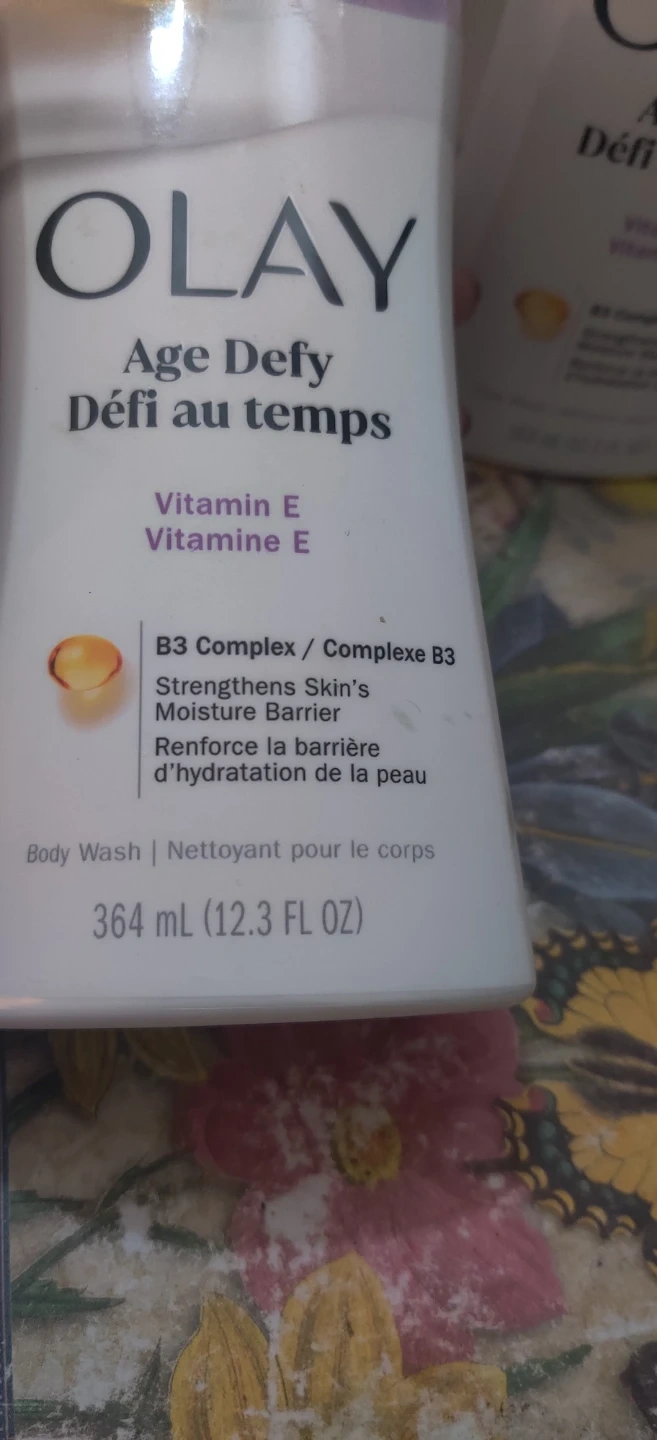 OLAY
Age Defy
Défi au temps
Vitamin E
Vitamine E
B3 Complex / Complexe B3
Strengthens Skin's
Moisture Barrier
Renforce la barrière
d'hydratation de la peau
Body Wash | Nettoyant pour le corps
364 mL (12.3 FL OZ)
Défi